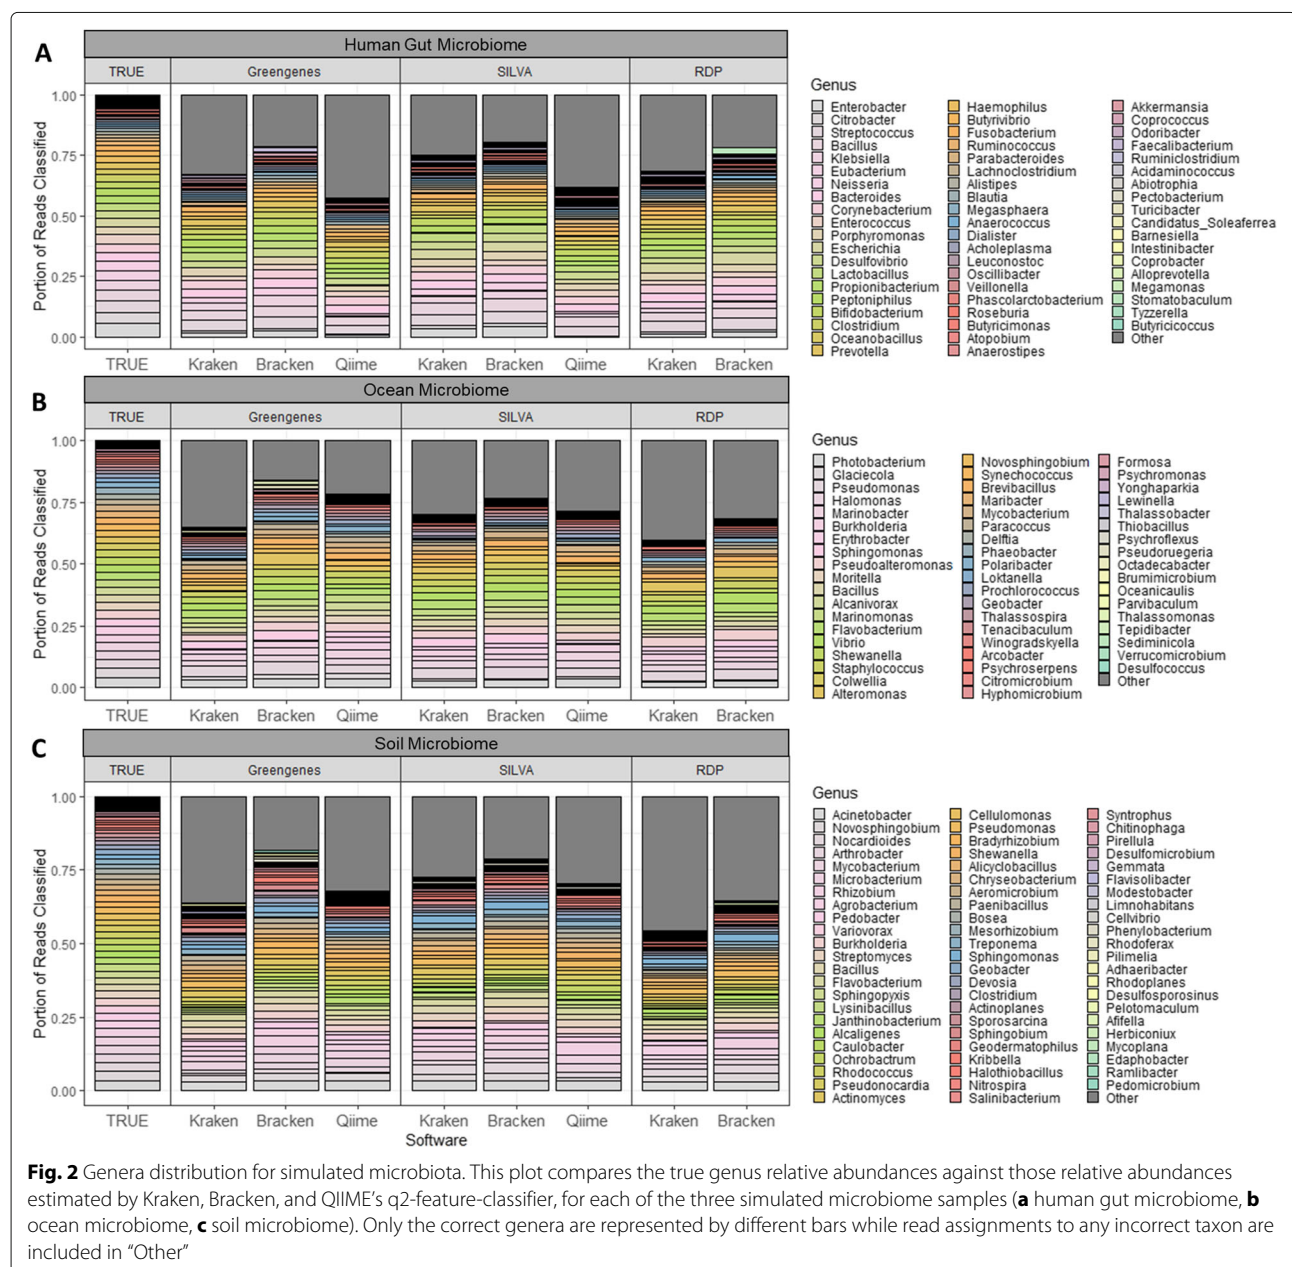 A
Human Gut Microbiome
TRUE Greengenes SILVA RDP
Portion of Reads Classified
1.00
0.75
0.50
0.25
0.00
TRUE Kraken Bracken Qiime Kraken Bracken Qiime Kraken Bracken
Genus
Enterobacter Haemophilus Akkermansia
Citrobacter Butyrivibrio Coprococcus
Streptococcus Fusobacterium Odoribacter
Bacillus Ruminococcus Faecalibacterium
Klebsiella Parabacteroides Ruminiclostridium
Eubacterium Lachnoclostridium Acidaminococcus
Neisseria Alistipes Abiotrophia
Bacteroides Blautia Pectobacterium
Corynebacterium Megasphaera Turicibacter
Enterococcus Anaerococcus Candidatus_Soleaferrea
Porphyromonas Dialister Barnesiella
Escherichia Acholeplasma Intestinibacter
Desulfovibrio Leuconostoc Coprobacter
Lactobacillus Oscillibacter Alloprevotella
Propionibacterium Veillonella Megamonas
Peptoniphilus Phascolarctobacterium Stomatobaculum
Bifidobacterium Roseburia Tyzzerella
Clostridium Butyricimonas Butyricicoccus
Oceanobacillus Atopobium Other
Prevotella Anaerostipes
B
Ocean Microbiome
TRUE Greengenes SILVA RDP
Portion of Reads Classified
1.00
0.75
0.50
0.25
0.00
TRUE Kraken Bracken Qiime Kraken Bracken Qiime Kraken Bracken
Genus
Photobacterium Novosphingobium Formosa
Glaciecola Synechococcus Psychromonas
Pseudomonas Brevibacillus Yonghaparkia
Halomonas Maribacter Lewinella
Marinobacter Mycobacterium Thalassobacter
Burkholderia Paracoccus Thiobacillus
Erythrobacter Delftia Psychroflexus
Sphingomonas Phaeobacter Pseudoruegeria
Pseudoalteromonas Polaribacter Octadecabacter
Moritella Loktanella Brumimicrobium
Bacillus Prochlorococcus Oceanicaulis
Alcanivorax Geobacter Parvibaculum
Marinomonas Thalassospira Thalassomonas
Flavobacterium Tenacibaculum Tepidibacter
Vibrio Winogradskyella Sediminicola
Shewanella Arcobacter Verrucomicrobium
Staphylococcus Psychroserpens Desulfococcus
Colwellia Citromicrobium Other
Alteromonas Hyphomicrobium
C
Soil Microbiome
TRUE Greengenes SILVA RDP
Portion of Reads Classified
1.00
0.75
0.50
0.25
0.00
TRUE Kraken Bracken Qiime Kraken Bracken Qiime Kraken Bracken
Software
Genus
Acinetobacter Cellulomonas Syntrophus
Novosphingobium Pseudomonas Chitinophaga
Nocardioides Bradyrhizobium Pirellula
Arthrobacter Shewanella Desulfomicrobium
Mycobacterium Alicyclobacillus Gemmata
Microbacterium Chryseobacterium Flavisolibacter
Rhizobium Aeromicrobium Modestobacter
Agrobacterium Paenibacillus Limnohabitans
Pedobacter Bosea Cellvibrio
Variovorax Mesorhizobium Phenylobacterium
Burkholderia Treponema Rhodoferax
Streptomyces Sphingomonas Pilimelia
Bacillus Geobacter Adhaeribacter
Flavobacterium Devosia Rhodoplanes
Sphingopyxis Clostridium Desulfosporosinus
Lysinibacillus Actinoplanes Pelotomaculum
Janthinobacterium Sporosarcina Afifella
Alcaligenes Sphingobium Herbiconiux
Caulobacter Geodermatophilus Mycoplana
Ochrobactrum Kribbella Edaphobacter
Rhodococcus Halothiobacillus Ramlibacter
Pseudonocardia Nitrospira Pedomicrobium
Actinomyces Salinibacterium Other
Fig. 2 Genera distribution for simulated microbiota. This plot compares the true genus relative abundances against those relative abundances
estimated by Kraken, Bracken, and QIIME's q2-feature-classifier, for each of the three simulated microbiome samples (a human gut microbiome, b
ocean microbiome, c soil microbiome). Only the correct genera are represented by different bars while read assignments to any incorrect taxon are
included in "Other"